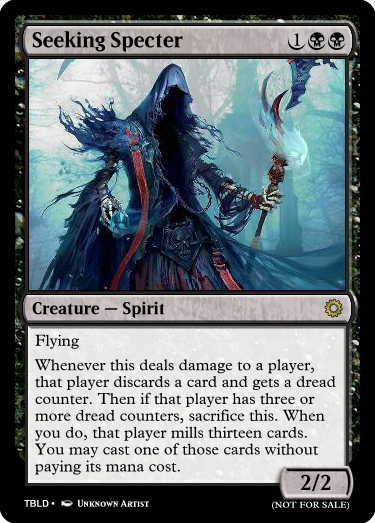 Seeking Specter 1
Creature — Spirit
Flying
Whenever this deals damage to a player,
that player discards a card and gets a dread
counter. Then if that player has three or
more dread counters, sacrifice this. When
you do, that player mills thirteen cards.
You may cast one of those cards without
paying its mana cost.
2/2
TBLD • Unknown Artist
(NOT FOR SALE)